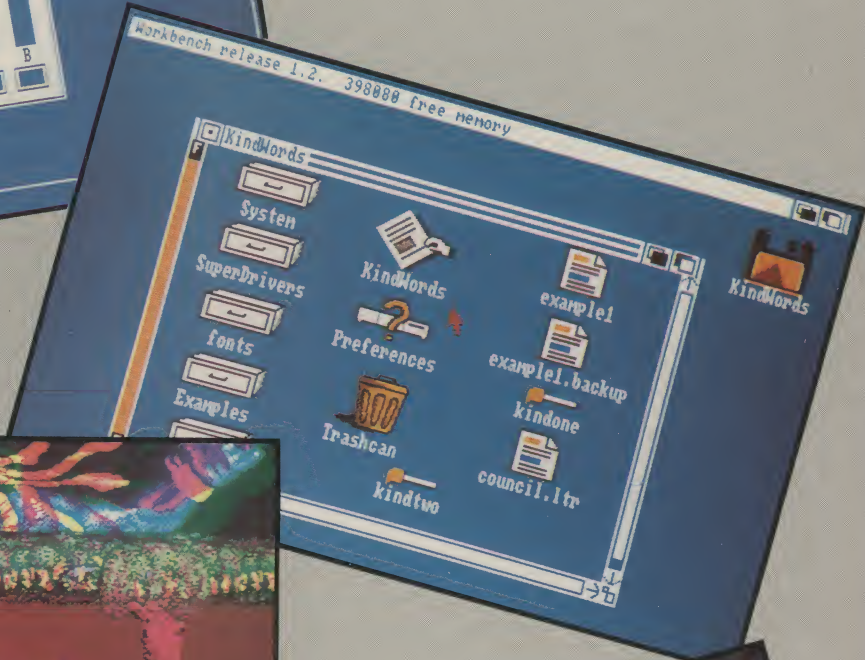 B
Workbench release 1.2. 398080 free memory
KindWords
System
SuperDrivers
fonts
Examples
KindWords
Preferences
Trashcan
kindtwo
example1
example1.backup
kindone
council.ltr
KindWords
F